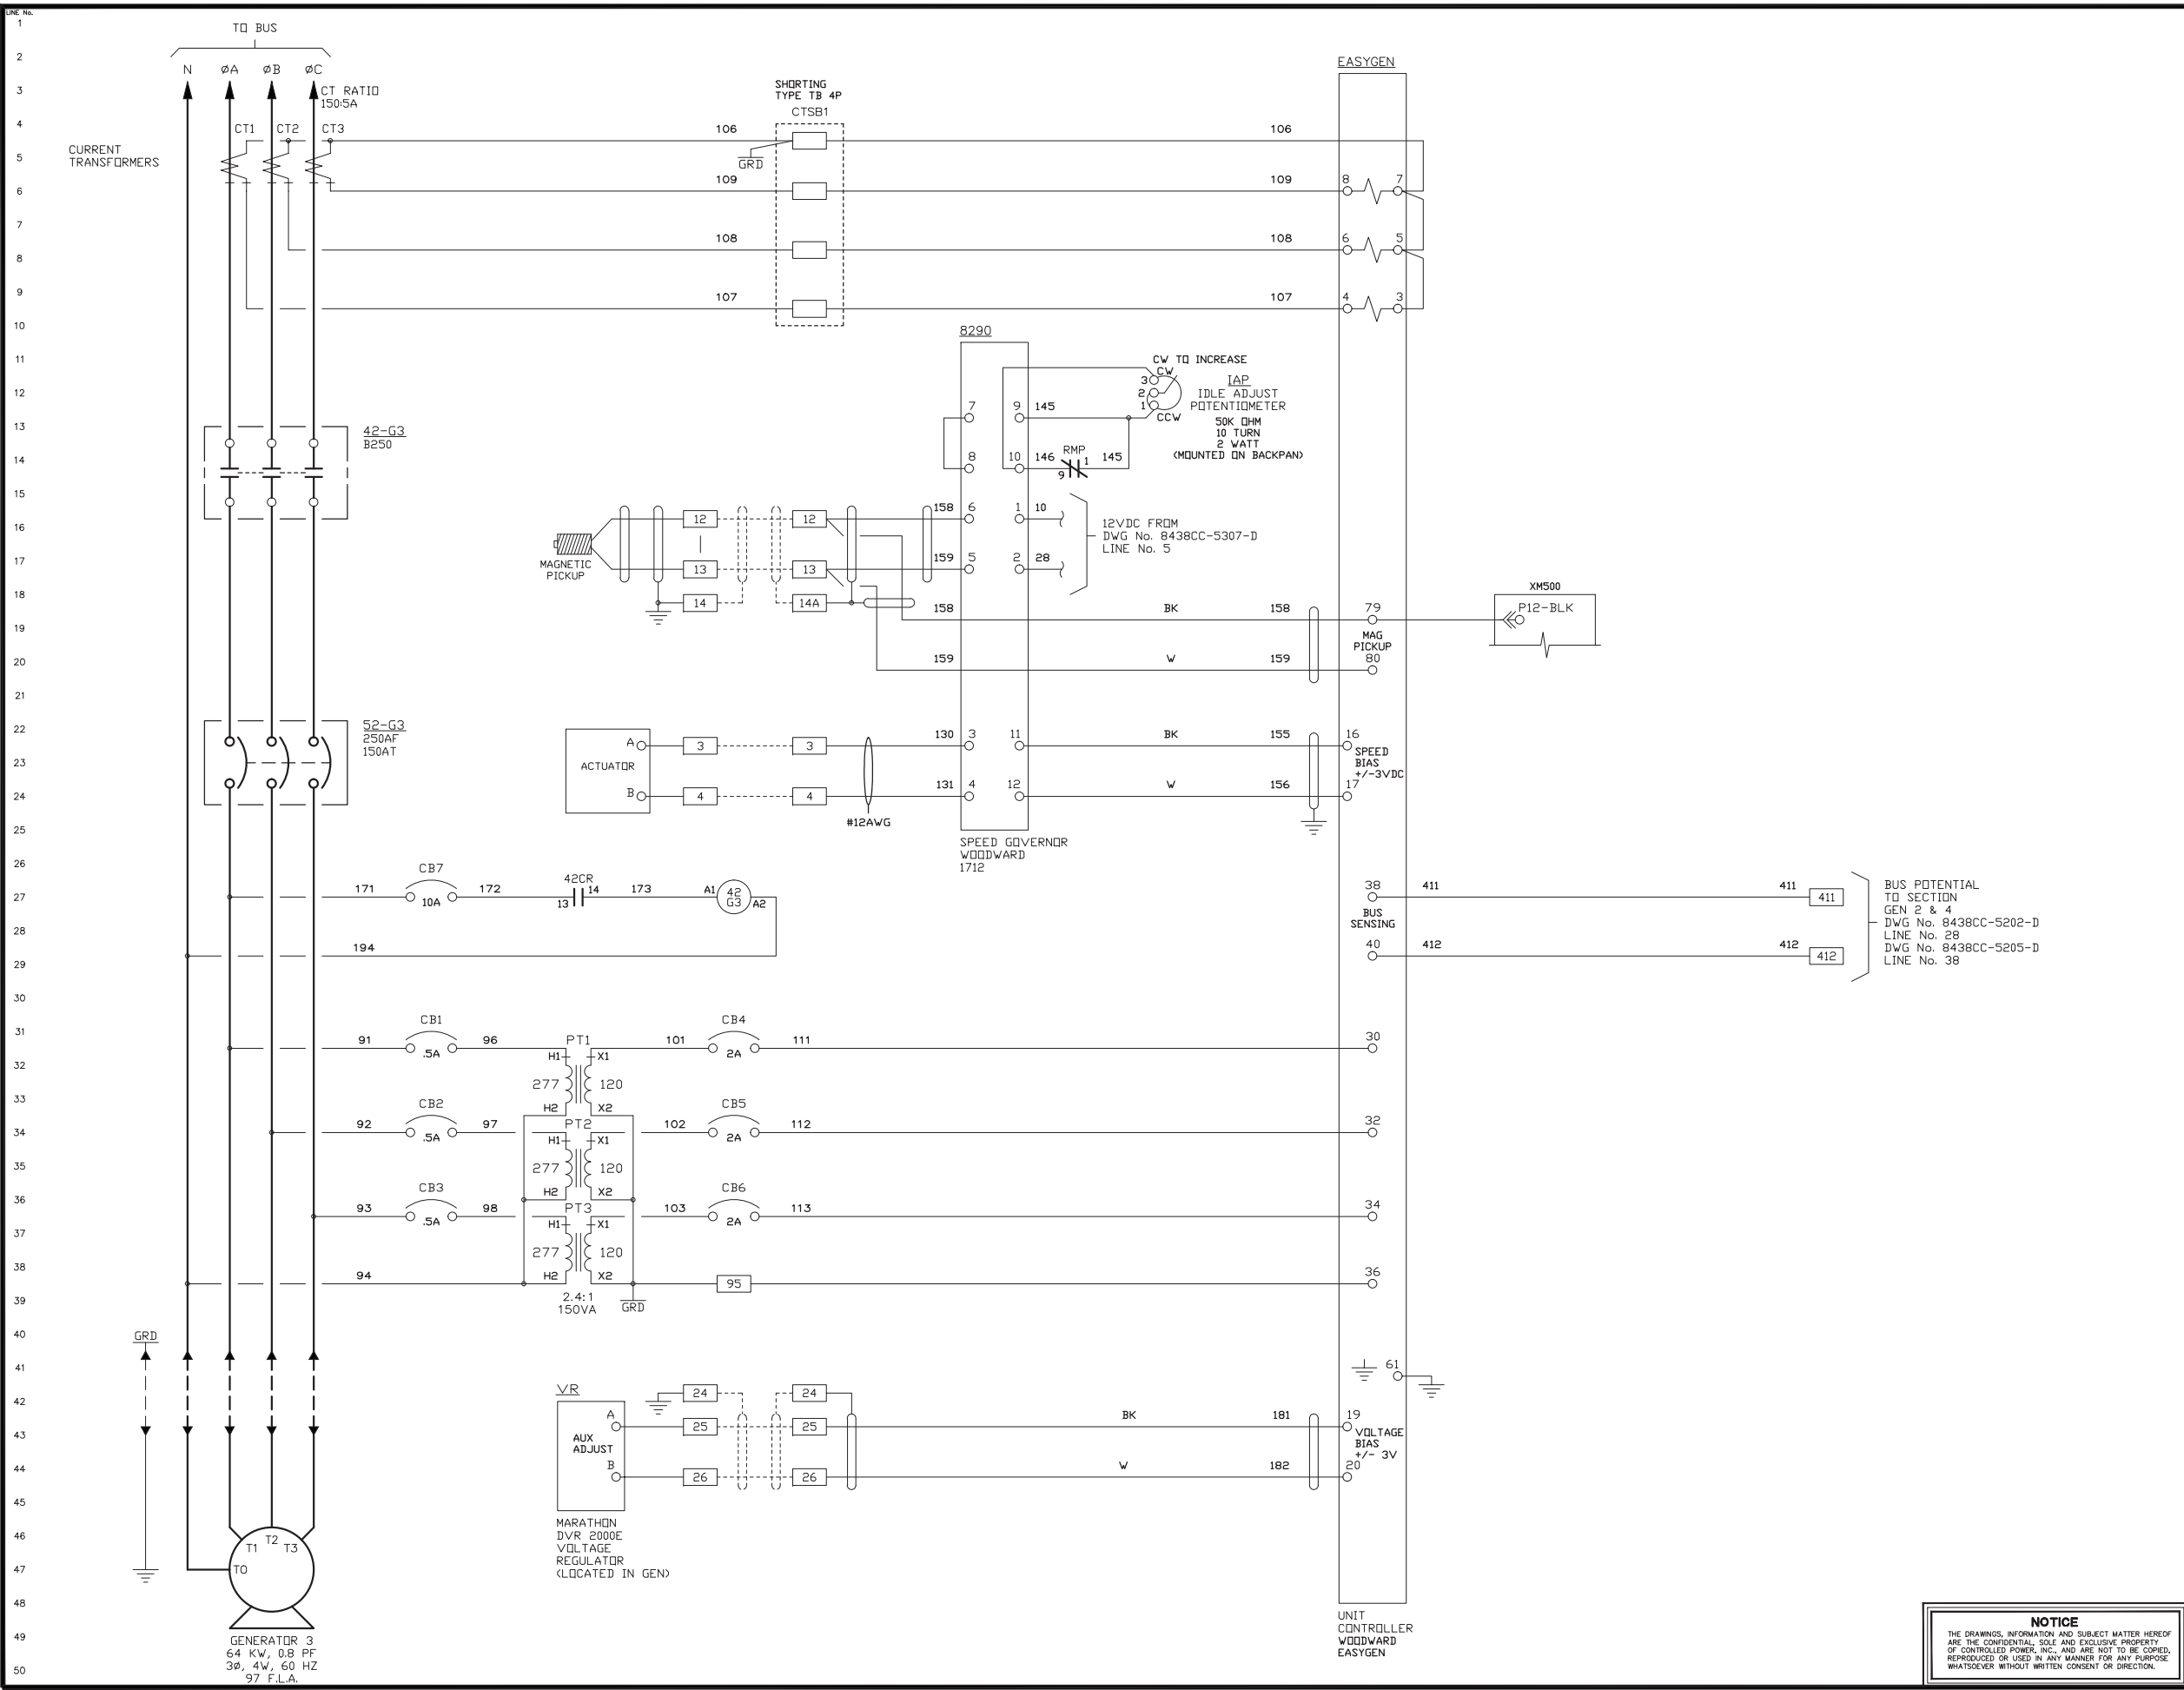 LINE No.
1
2
3
4
5
6
7
8
9
10
11
12
13
14
15
16
17
18
19
20
21
22
23
24
25
26
27
28
29
30
31
32
33
34
35
36
37
38
39
40
41
42
43
44
45
46
47
48
49
50
TO BUS
N ØA ØB ØC
CT RATIO
150:5A
CT1 CT2 CT3
CURRENT
TRANSFORMERS
SHORTING
TYPE TB 4P
CTSB1
106 106
GRD
109 109
108 108
107 107
EASYGEN
8 7
6 5
4 3
8290
CW TO INCREASE
CW
3
2
1
CCW
IAP
IDLE ADJUST
POTENTIOMETER
50K OHM
10 TURN
2 WATT
(MOUNTED ON BACKPAN)
7 9 145
8 10 146 RMP 1 145
9
42-G3
B250
MAGNETIC
PICKUP
12 12 158 6 1 10
13 13 159 5 2 28
14 14A
12VDC FROM
DWG No. 8438CC-5307-D
LINE No. 5
158 BK 158 79
MAG
PICKUP
159 W 159 80
XM500
P12-BLK
52-G3
250AF
150AT
ACTUATOR
A 3 3 130 3 11 BK 155 16
SPEED
BIAS
+/-3VDC
B 4 4 131 4 12 W 156 17
#12AWG
SPEED GOVERNOR
WOODWARD
1712
CB7
171 10A 172
42CR
13 14 173
A1 42
G3 A2
194
38 411 411 411
BUS
SENSING
40 412 412 412
BUS POTENTIAL
TO SECTION
GEN 2 & 4
DWG No. 8438CC-5202-D
LINE No. 28
DWG No. 8438CC-5205-D
LINE No. 38
CB1
91 .5A 96
PT1
H1 X1
277 120
H2 X2
101 CB4
2A 111 30
CB2
92 .5A 97
PT2
H1 X1
277 120
H2 X2
102 CB5
2A 112 32
CB3
93 .5A 98
PT3
H1 X1
277 120
H2 X2
103 CB6
2A 113 34
94 95 36
2.4:1
150VA
GRD
GRD
61
VR
24 24
A 25 25 BK 181 19
AUX
ADJUST
VOLTAGE
BIAS
+/- 3V
B 26 26 W 182 20
MARATHON
DVR 2000E
VOLTAGE
REGULATOR
(LOCATED IN GEN)
T1 T2 T3
T0
GENERATOR 3
64 KW, 0.8 PF
3Ø, 4W, 60 HZ
97 F.L.A.
UNIT
CONTROLLER
WOODWARD
EASYGEN
NOTICE
THE DRAWINGS, INFORMATION AND SUBJECT MATTER HEREOF
ARE THE CONFIDENTIAL, SOLE AND EXCLUSIVE PROPERTY
OF CONTROLLED POWER, INC., AND ARE NOT TO BE COPIED,
REPRODUCED OR USED IN ANY MANNER FOR ANY PURPOSE
WHATSOEVER WITHOUT WRITTEN CONSENT OR DIRECTION.